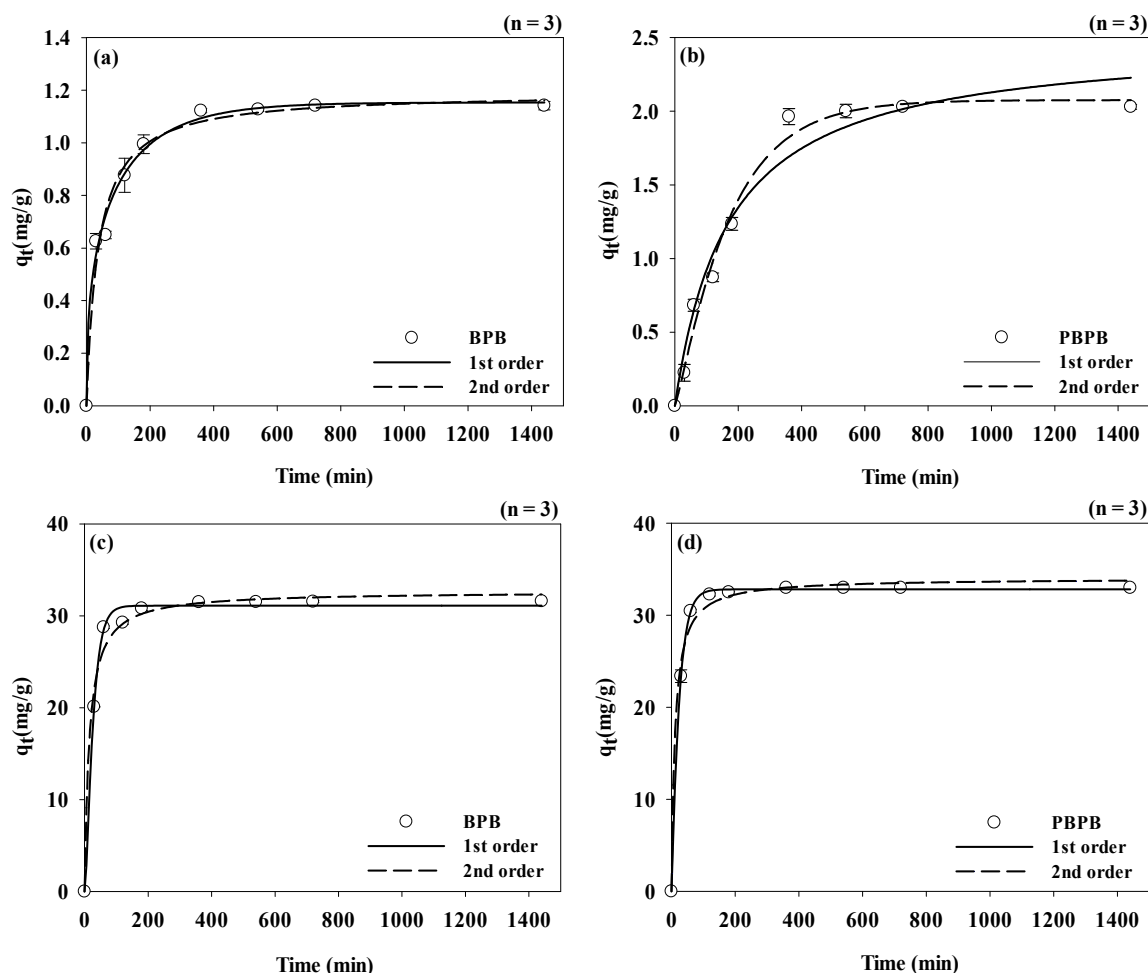 (n = 3)
(a)
1.4
1.2
1.0
0.8
0.6
0.4
0.2
0.0
qt(mg/g)
BPB
1st order
2nd order
0 200 400 600 800 1000 1200 1400
Time (min)
(n = 3)
(b)
2.5
2.0
1.5
1.0
0.5
0.0
qt(mg/g)
PBPB
1st order
2nd order
0 200 400 600 800 1000 1200 1400
Time (min)
(n = 3)
(c)
40
30
20
10
0
qt(mg/g)
BPB
1st order
2nd order
0 200 400 600 800 1000 1200 1400
Time (min)
(n = 3)
(d)
40
30
20
10
0
qt(mg/g)
PBPB
1st order
2nd order
0 200 400 600 800 1000 1200 1400
Time (min)